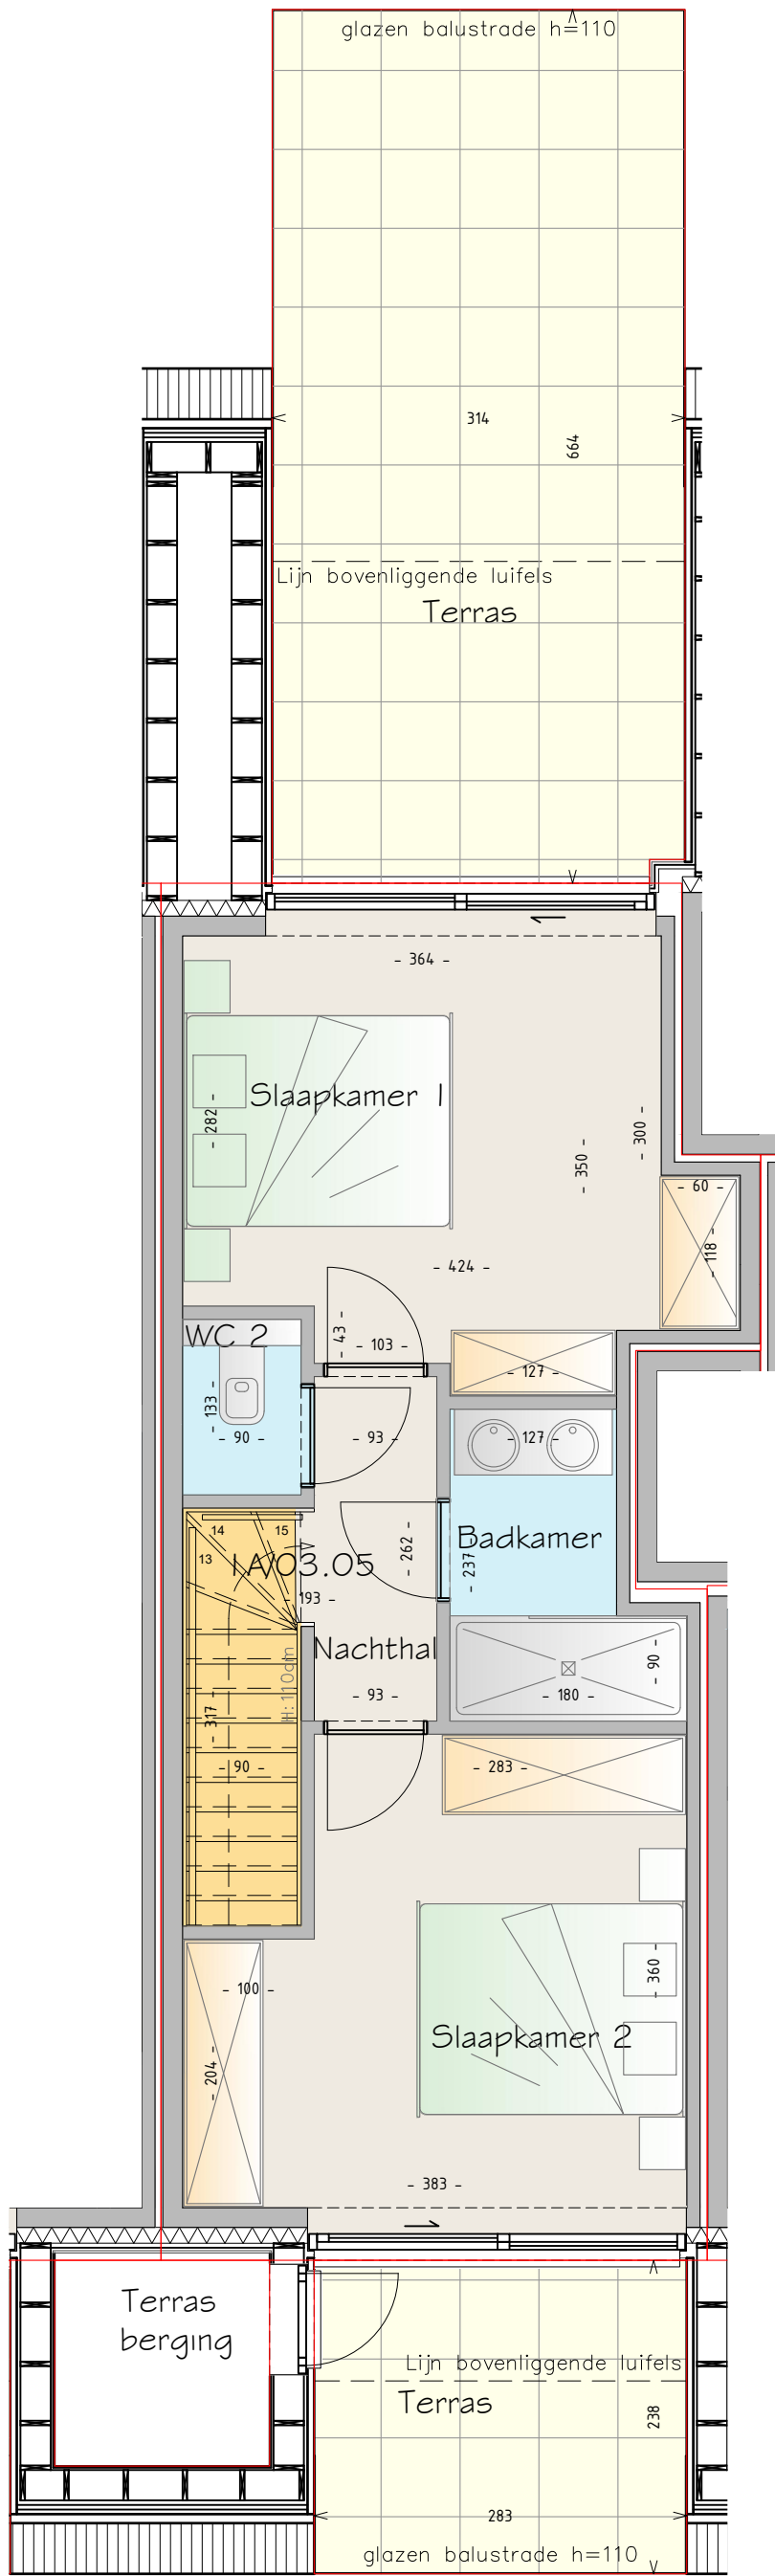 glazen balustrade h=110
314
664
Lijn bovenliggende luifels
Terras
- 364 -
Slaapkamer 1
- 282 -
- 300 -
- 350 -
- 60 -
- 118 -
- 424 -
WC 2
- 43 -
- 103 -
- 127 -
- 133 -
- 90 -
- 93 -
- 127 -
14
15
13
Badkamer
- 262 -
- 237 -
1A/03.05
- 193 -
Nachthal
H:110cm
- 90 -
- 93 -
- 180 -
- 317 -
- 90 -
- 283 -
- 360 -
- 100 -
Slaapkamer 2
- 204 -
- 383 -
Terras
berging
Lijn bovenliggende luifels
Terras
238
283
glazen balustrade h=110